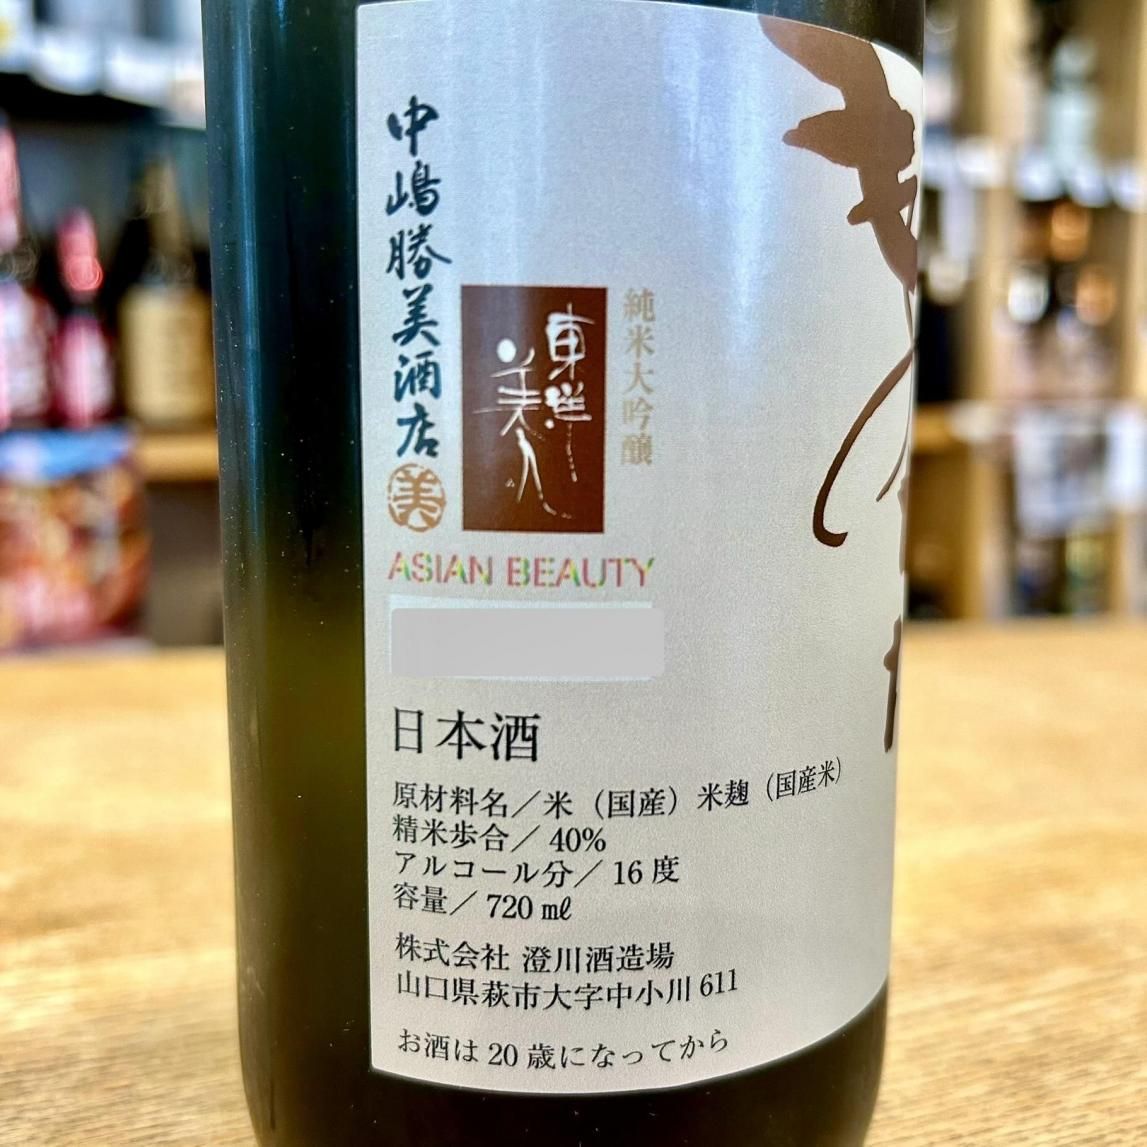 中嶋勝美酒店
美
東洋美人
純米大吟醸
ASIAN BEAUTY
日本酒
原材料名／米（国産）米麹（国産米）
精米歩合／40%
アルコール分／16度
容量／720㎖
株式会社 澄川酒造場
山口県萩市大字中小川611
お酒は20歳になってから